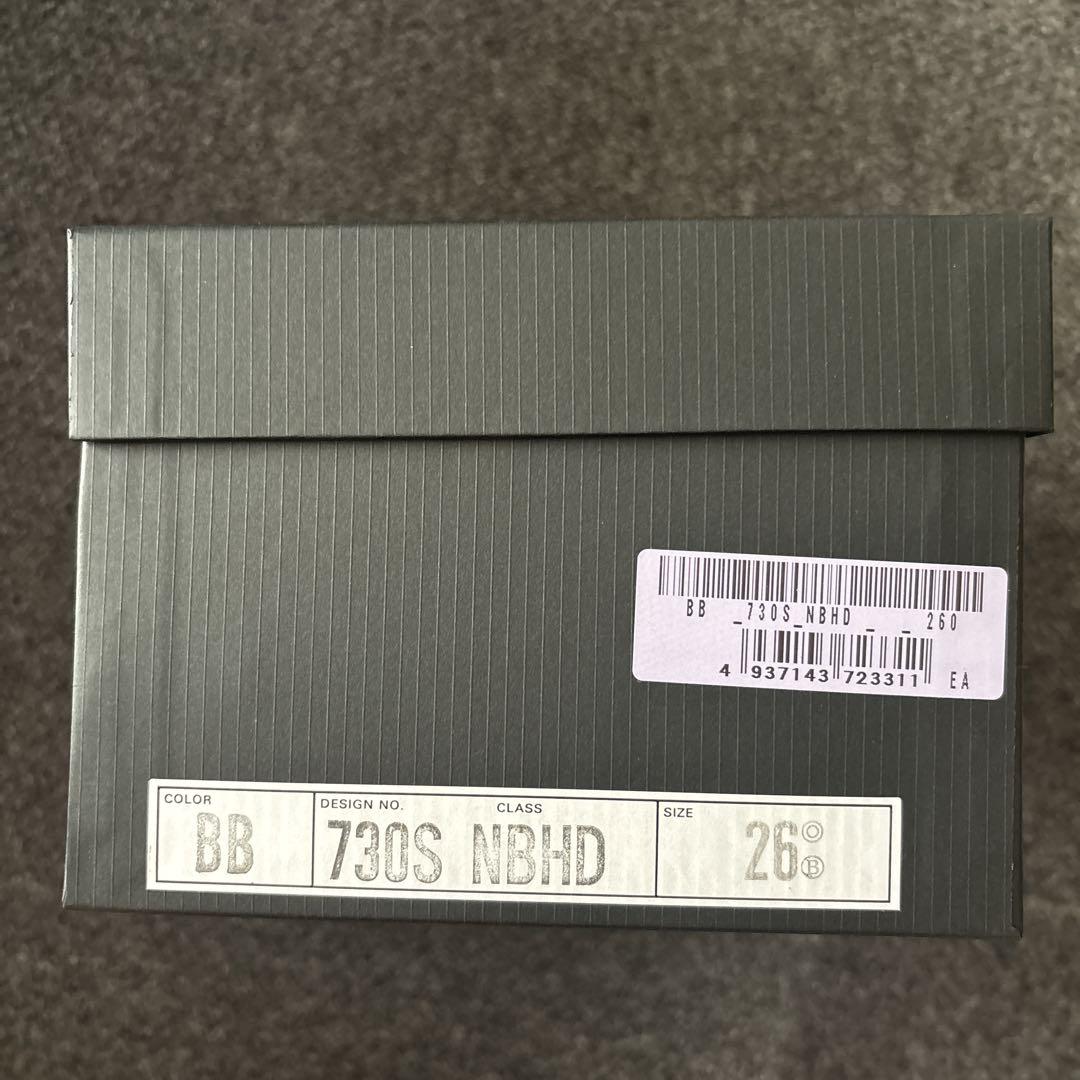 BB _730S_NBHD _ _ 260
4 937143 723311 EA
COLOR DESIGN NO. CLASS SIZE
BB 730S NBHD 26 O B